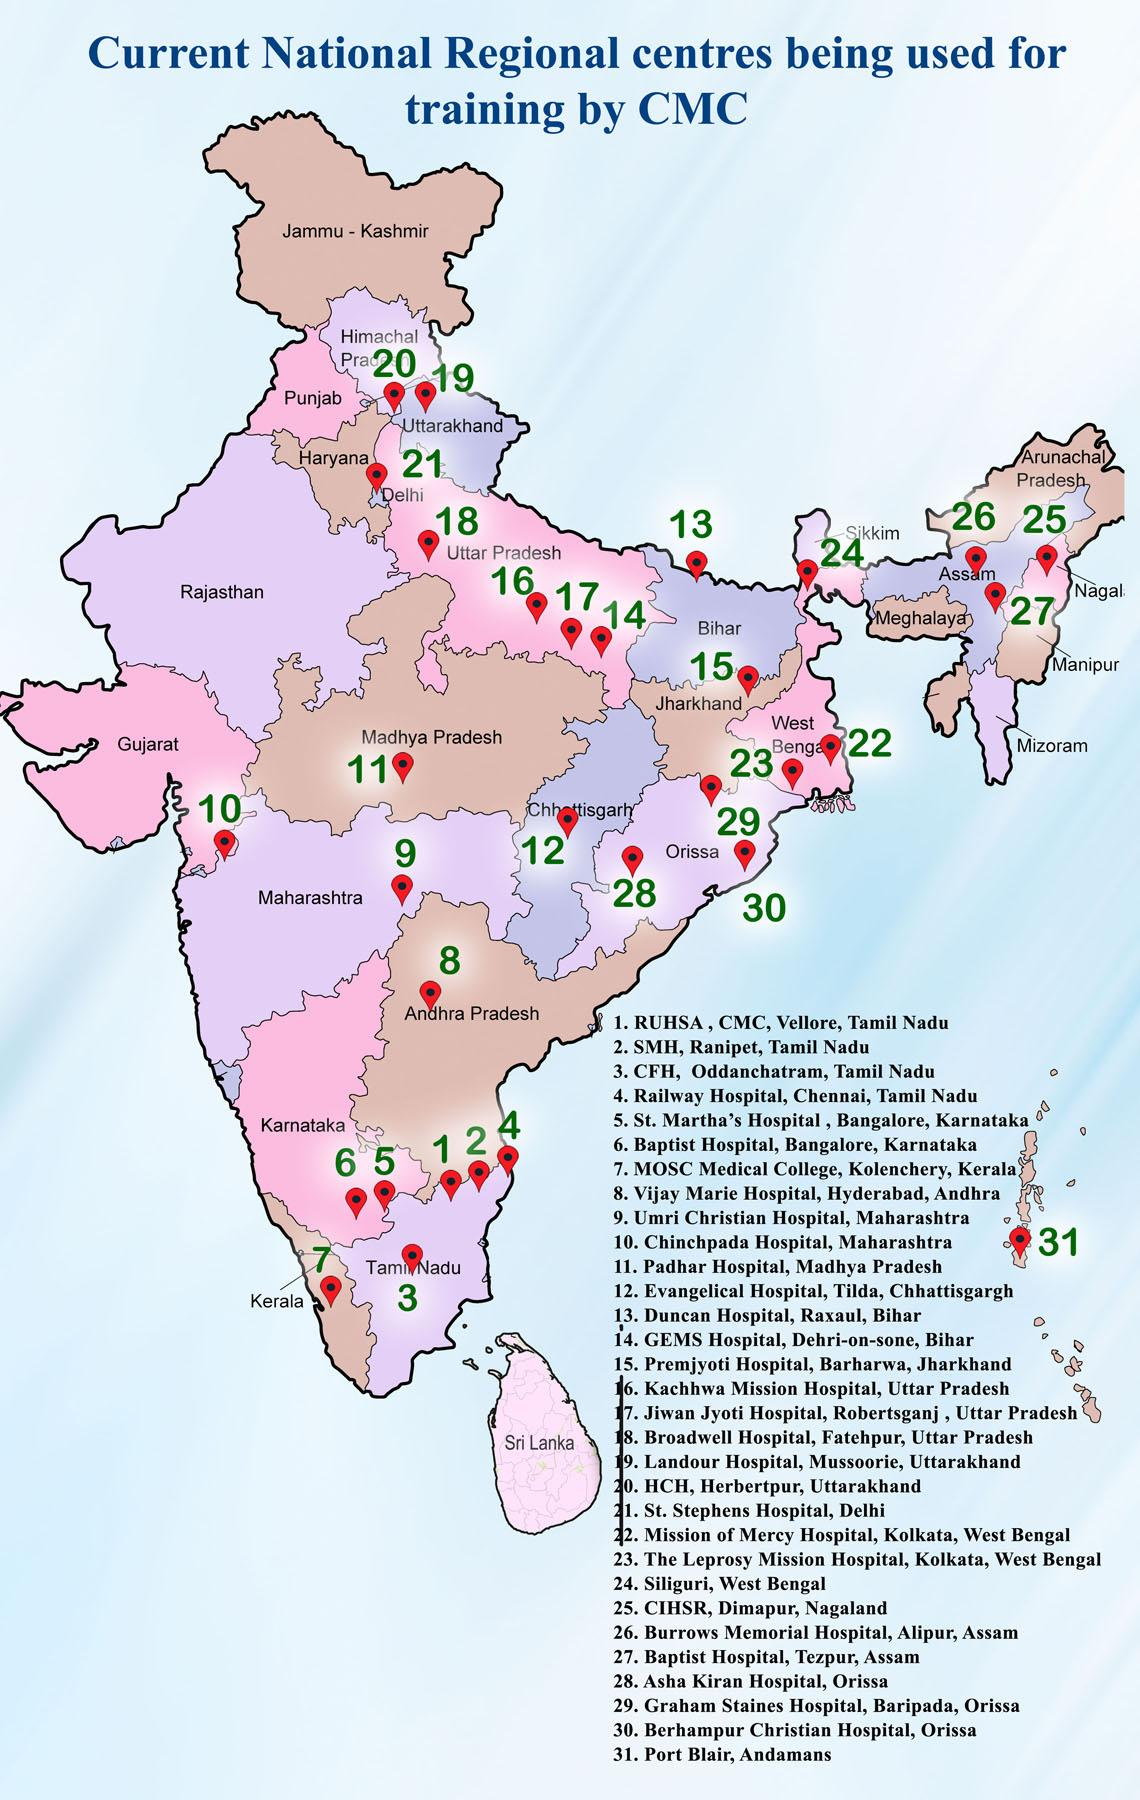 Current National Regional centres being used for
training by CMC
Jammu - Kashmir
Himachal
Pradesh
20
19
Punjab
Uttarakhand
Haryana
21
Delhi
Arunachal
Pradesh
26
25
18
Uttar Pradesh
13
Sikkim
24
Assam
Rajasthan
16
17
14
Nagal
Meghalaya
27
Bihar
Manipur
15
Jharkhand
Gujarat
Madhya Pradesh
West
Bengal
22
Mizoram
11
23
10
Chhattisgarh
29
12
9
Orissa
Maharashtra
28
30
8
Andhra Pradesh
Karnataka
6
5
1
2
4
7
Tamil Nadu
3
Kerala
31
Sri Lanka
1. RUHSA , CMC, Vellore, Tamil Nadu
2. SMH, Ranipet, Tamil Nadu
3. CFH, Oddanchatram, Tamil Nadu
4. Railway Hospital, Chennai, Tamil Nadu
5. St. Martha’s Hospital , Bangalore, Karnataka
6. Baptist Hospital, Bangalore, Karnataka
7. MOSC Medical College, Kolenchery, Kerala
8. Vijay Marie Hospital, Hyderabad, Andhra
9. Umri Christian Hospital, Maharashtra
10. Chinchpada Hospital, Maharashtra
11. Padhar Hospital, Madhya Pradesh
12. Evangelical Hospital, Tilda, Chhattisgargh
13. Duncan Hospital, Raxaul, Bihar
14. GEMS Hospital, Dehri-on-sone, Bihar
15. Premjyoti Hospital, Barharwa, Jharkhand
16. Kachhwa Mission Hospital, Uttar Pradesh
17. Jiwan Jyoti Hospital, Robertsganj , Uttar Pradesh
18. Broadwell Hospital, Fatehpur, Uttar Pradesh
19. Landour Hospital, Mussoorie, Uttarakhand
20. HCH, Herbertpur, Uttarakhand
21. St. Stephens Hospital, Delhi
22. Mission of Mercy Hospital, Kolkata, West Bengal
23. The Leprosy Mission Hospital, Kolkata, West Bengal
24. Siliguri, West Bengal
25. CIHSR, Dimapur, Nagaland
26. Burrows Memorial Hospital, Alipur, Assam
27. Baptist Hospital, Tezpur, Assam
28. Asha Kiran Hospital, Orissa
29. Graham Staines Hospital, Baripada, Orissa
30. Berhampur Christian Hospital, Orissa
31. Port Blair, Andamans